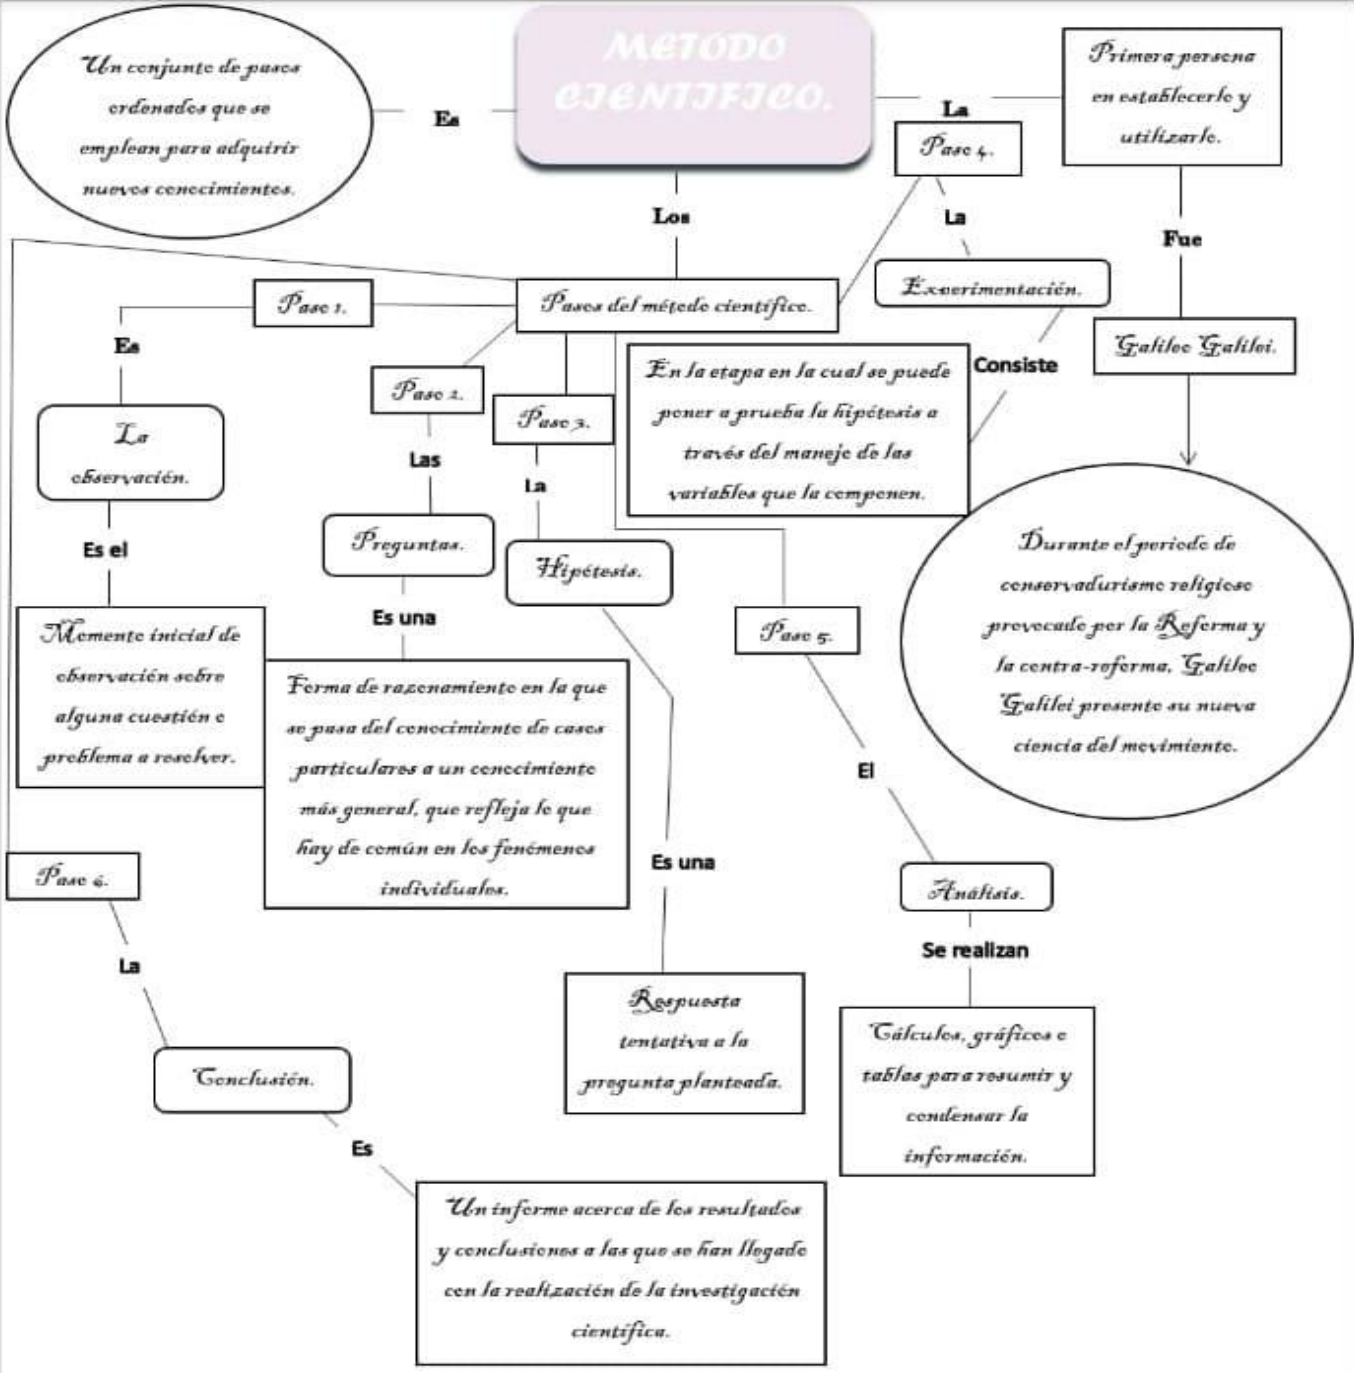 METODO
CIENTIFICO.
Un conjunto de pasos
ordenados que se
emplean para adquirir
nuevos conocimientos.
Es
La
Primera persona
en establecerlo y
utilizarlo.
Fue
Galileo Galilei.
Durante el periodo de
conservadurismo religioso
provocado por la Reforma y
la contra-reforma, Galileo
Galilei presento su nueva
ciencia del movimiento.
Los
Pasos del método científico.
Paso 1.
Es
La
observación.
Es el
Momento inicial de
observación sobre
alguna cuestión o
problema a resolver.
Paso 2.
Las
Preguntas.
Es una
Forma de razonamiento en la que
se pasa del conocimiento de casos
particulares a un conocimiento
más general, que refleja lo que
hay de común en los fenómenos
individuales.
Paso 3.
La
Hipótesis.
Es una
Respuesta
tentativa a la
pregunta planteada.
Paso 4.
La
Experimentación.
Consiste
En la etapa en la cual se puede
poner a prueba la hipótesis a
través del manejo de las
variables que la componen.
Paso 5.
El
Análisis.
Se realizan
Cálculos, gráficos o
tablas para resumir y
condensar la
información.
Paso 6.
La
Conclusión.
Es
Un informe acerca de los resultados
y conclusiones a las que se han llegado
con la realización de la investigación
científica.